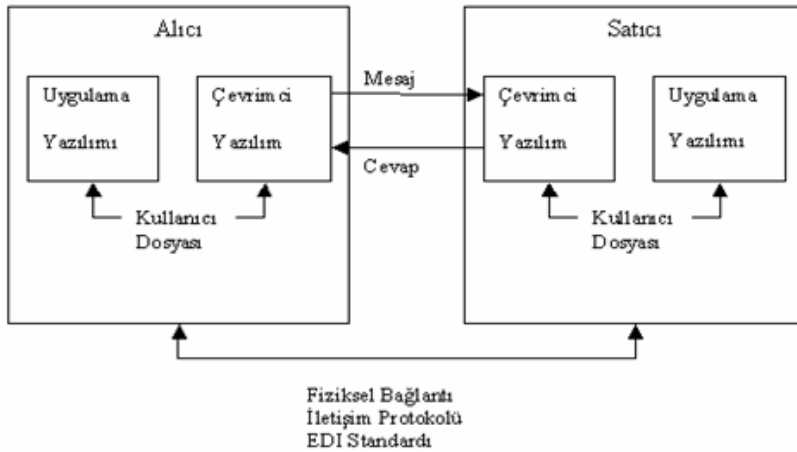 Alıcı
Satıcı
Uygulama
Yazılımı
Çevrimci
Yazılım
Mesaj
Cevap
Çevrimci
Yazılım
Uygulama
Yazılımı
Kullanıcı
Dosyası
Kullanıcı
Dosyası
Fiziksel Bağlantı
İletişim Protokolü
EDI Standardı